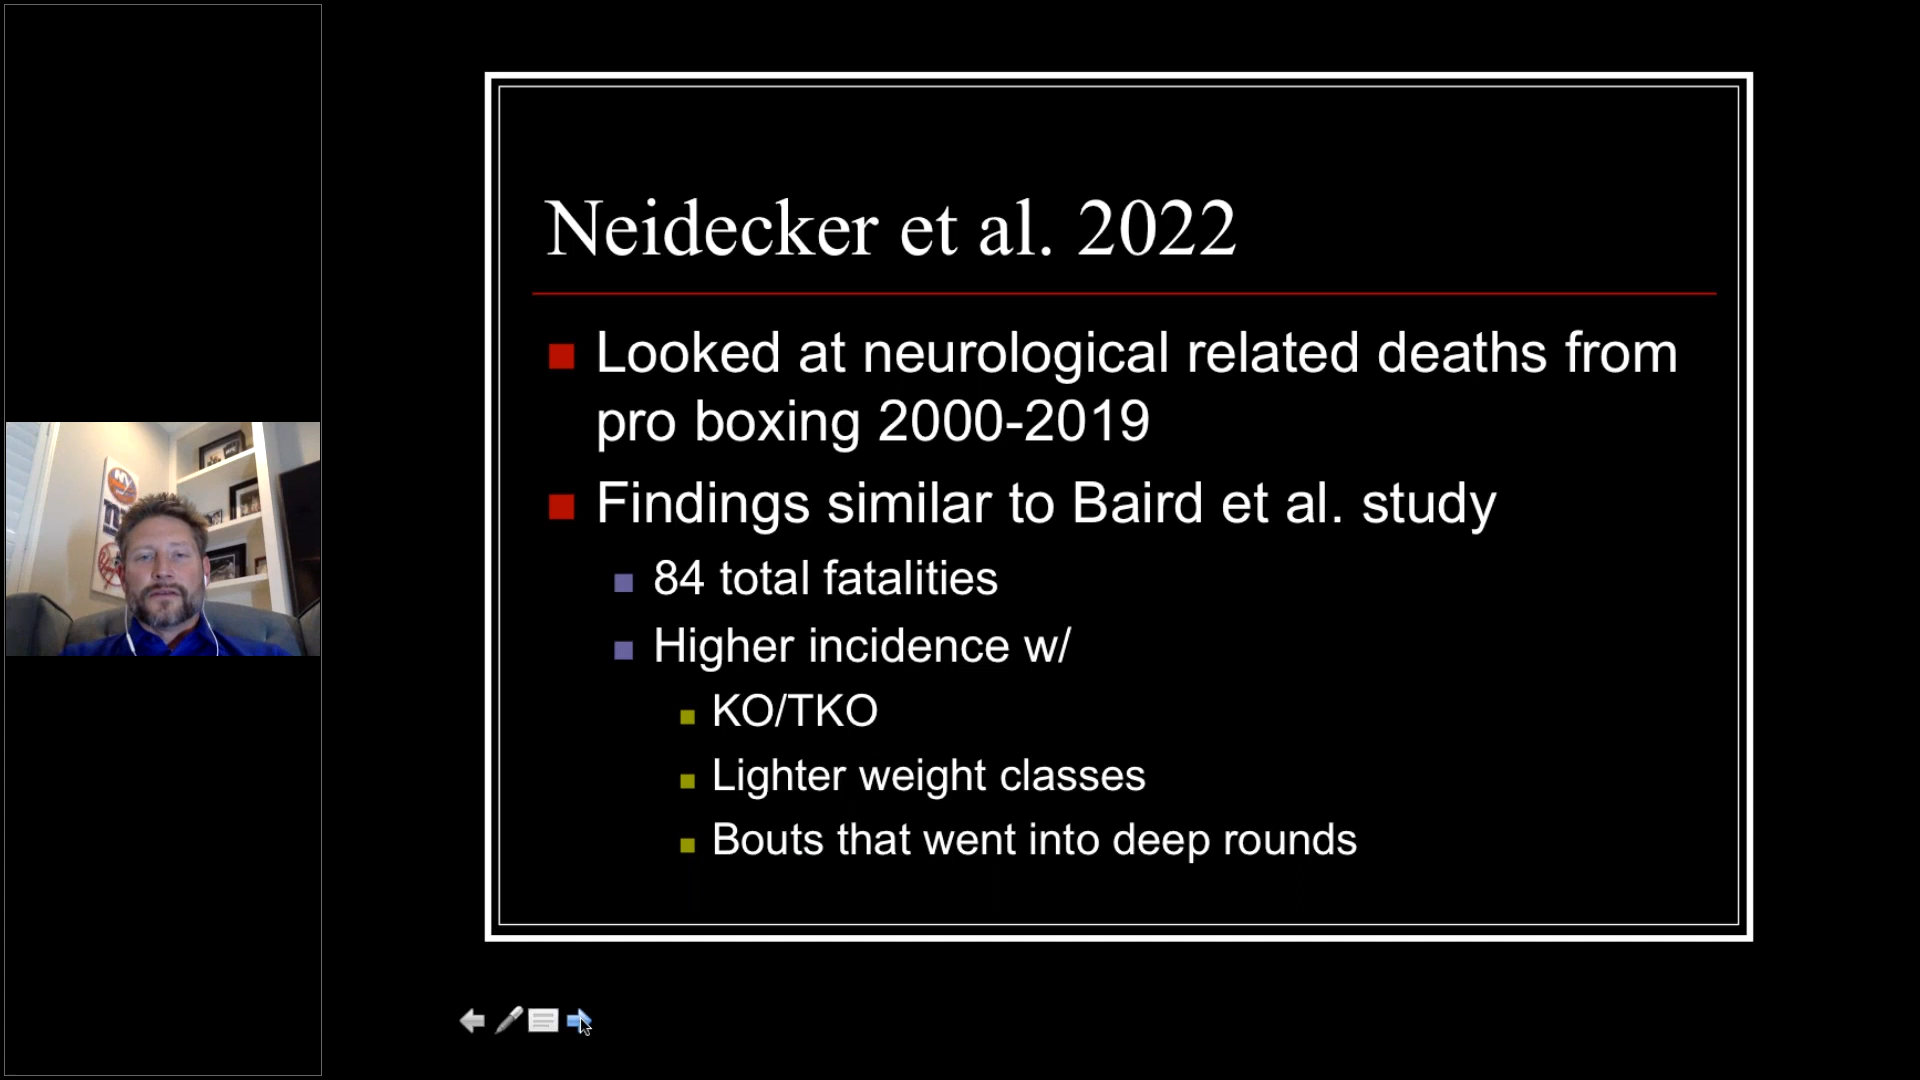 Neidecker et al. 2022
Looked at neurological related deaths from
pro boxing 2000-2019
Findings similar to Baird et al. study
84 total fatalities
Higher incidence w/
KO/TKO
Lighter weight classes
Bouts that went into deep rounds
NY